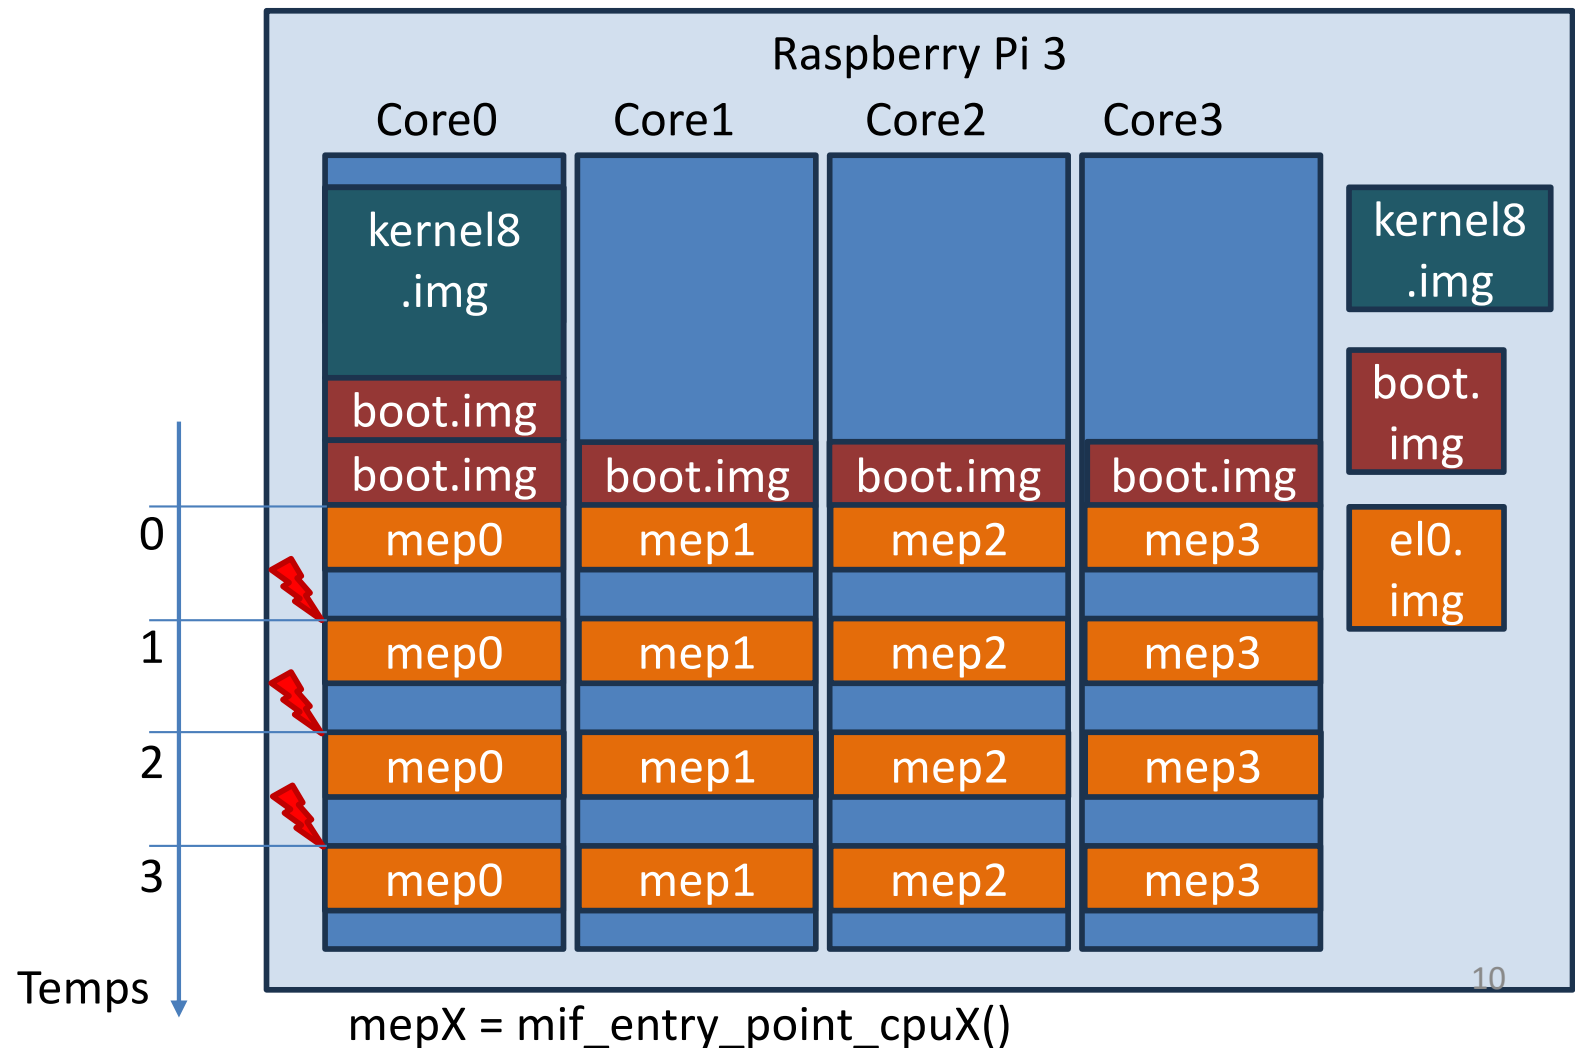 Raspberry Pi 3
Core0 Core1 Core2 Core3
kernel8
.img
kernel8
.img
boot.img
boot.
img
boot.img boot.img boot.img boot.img
0 mep0 mep1 mep2 mep3
el0.
img
1 mep0 mep1 mep2 mep3
2 mep0 mep1 mep2 mep3
3 mep0 mep1 mep2 mep3
Temps
10
mepX = mif_entry_point_cpuX()